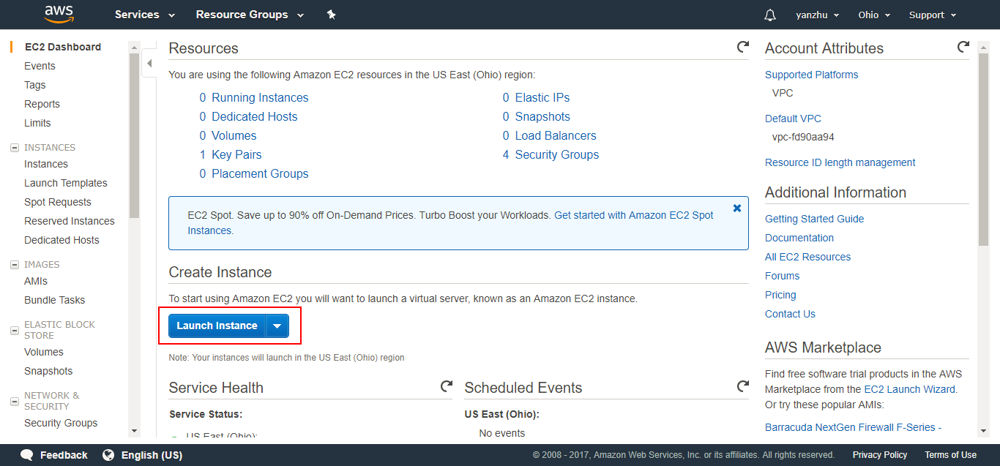 aws
Services
Resource Groups
yanzhu
Ohio
Support
EC2 Dashboard
Events
Tags
Reports
Limits
INSTANCES
Instances
Launch Templates
Spot Requests
Reserved Instances
Dedicated Hosts
IMAGES
AMIs
Bundle Tasks
ELASTIC BLOCK
STORE
Volumes
Snapshots
NETWORK &
SECURITY
Security Groups
Resources
You are using the following Amazon EC2 resources in the US East (Ohio) region:
0 Running Instances
0 Elastic IPs
0 Dedicated Hosts
0 Snapshots
0 Volumes
0 Load Balancers
1 Key Pairs
4 Security Groups
0 Placement Groups
EC2 Spot. Save up to 90% off On-Demand Prices. Turbo Boost your Workloads. Get started with Amazon EC2 Spot
Instances.
Create Instance
To start using Amazon EC2 you will want to launch a virtual server, known as an Amazon EC2 instance.
Launch Instance
Note: Your instances will launch in the US East (Ohio) region
Service Health
Service Status:
US East (Ohio):
Scheduled Events
US East (Ohio):
No events
Account Attributes
Supported Platforms
VPC
Default VPC
vpc-fd90aa94
Resource ID length management
Additional Information
Getting Started Guide
Documentation
All EC2 Resources
Forums
Pricing
Contact Us
AWS Marketplace
Find free software trial products in the AWS
Marketplace from the EC2 Launch Wizard.
Or try these popular AMIs:
Barracuda NextGen Firewall F-Series -
Feedback
English (US)
© 2008 - 2017, Amazon Web Services, Inc. or its affiliates. All rights reserved.
Privacy Policy
Terms of Use